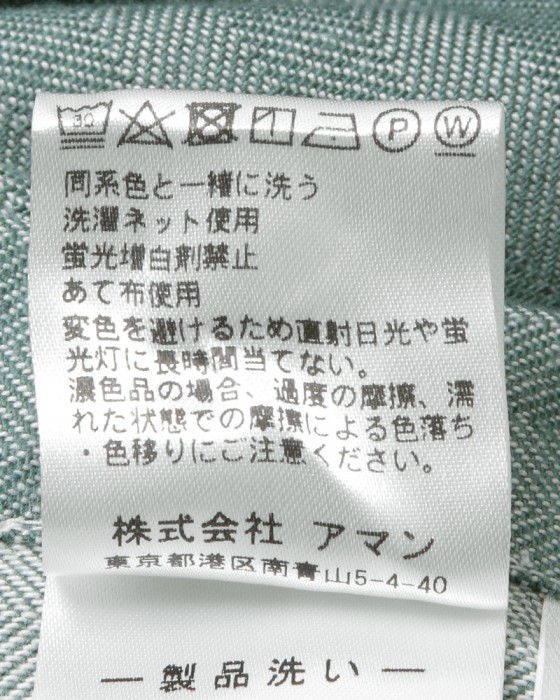 30 P W
同系色と一緒に洗う
洗濯ネット使用
蛍光増白剤禁止
あて布使用
変色を避けるため直射日光や蛍
光灯に長時間当てない。
濃色品の場合、過度の摩擦、濡
れた状態での摩擦による色落ち
・色移りにご注意ください。
株式会社 アマン
東京都港区南青山5-4-40
― 製品洗い ―